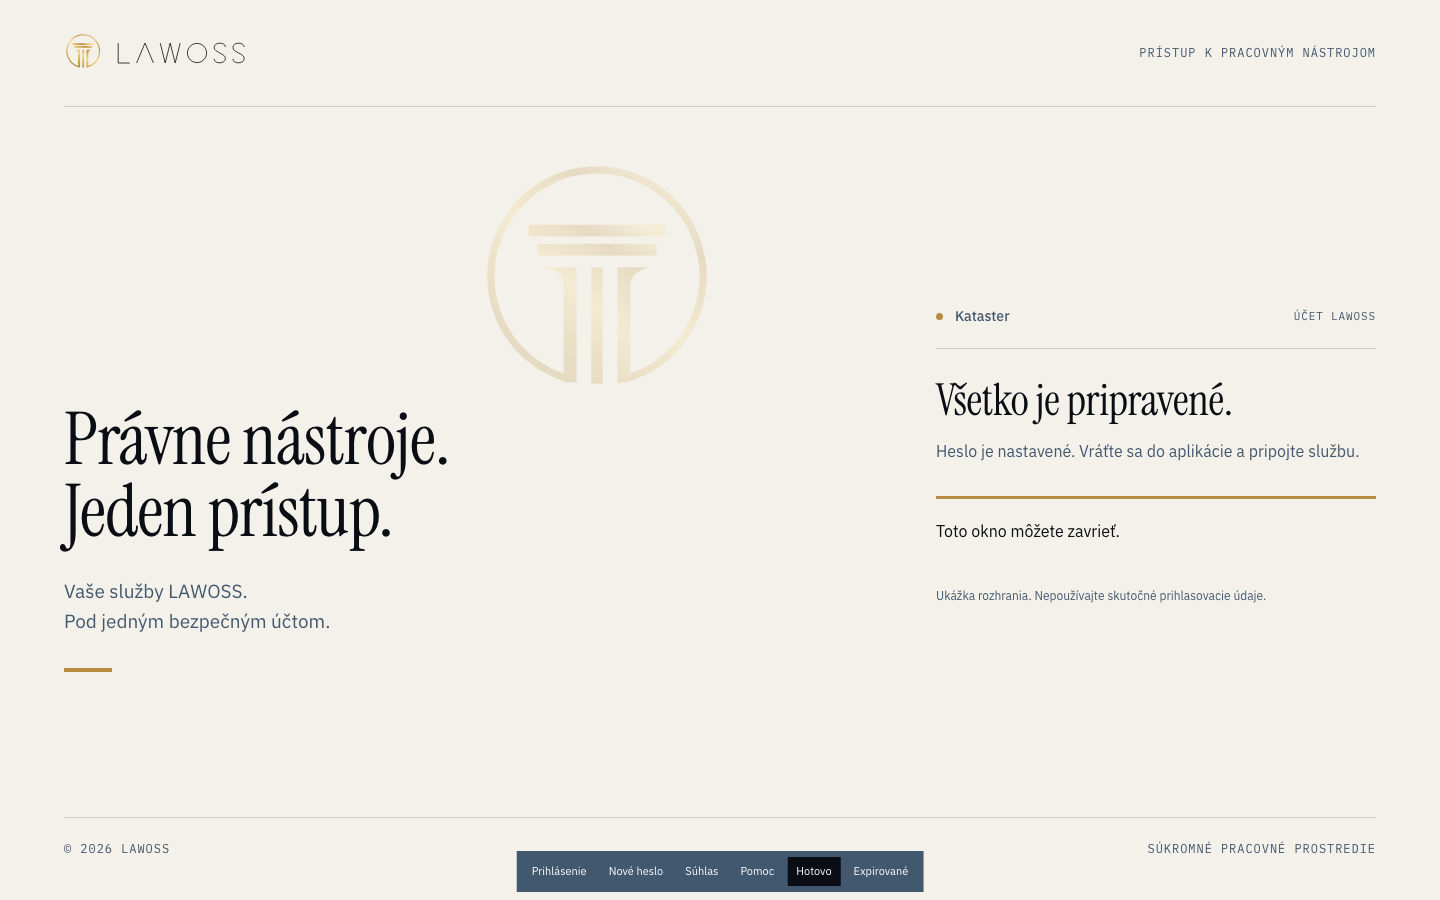 LAWOSS
PRÍSTUP K PRACOVNÝM NÁSTROJOM
Kataster
ÚČET LAWOSS
Všetko je pripravené.
Heslo je nastavené. Vráťte sa do aplikácie a pripojte službu.
Toto okno môžete zavrieť.
Ukážka rozhrania. Nepoužívajte skutočné prihlasovacie údaje.
Právne nástroje.
Jeden prístup.
Vaše služby LAWOSS.
Pod jedným bezpečným účtom.
© 2026 LAWOSS
SÚKROMNÉ PRACOVNÉ PROSTREDIE
Prihlásenie Nové heslo Súhlas Pomoc Hotovo Expirované